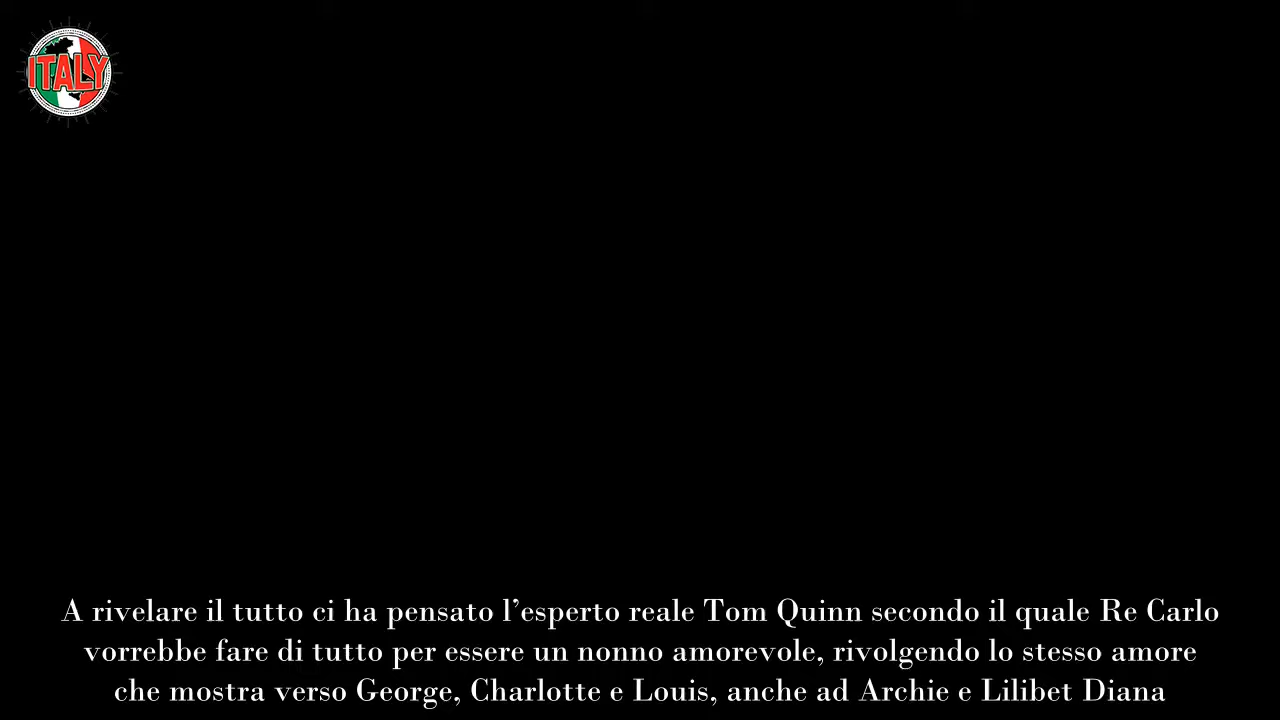 ITALY
A rivelare il tutto ci ha pensato l’esperto reale Tom Quinn secondo il quale Re Carlo
vorrebbe fare di tutto per essere un nonno amorevole, rivolgendo lo stesso amore
che mostra verso George, Charlotte e Louis, anche ad Archie e Lilibet Diana